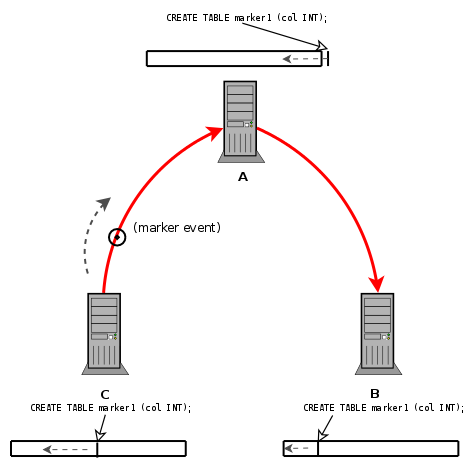 CREATE TABLE marker1 (col INT);
A
(marker event)
C
B
CREATE TABLE marker1 (col INT);
CREATE TABLE marker1 (col INT);